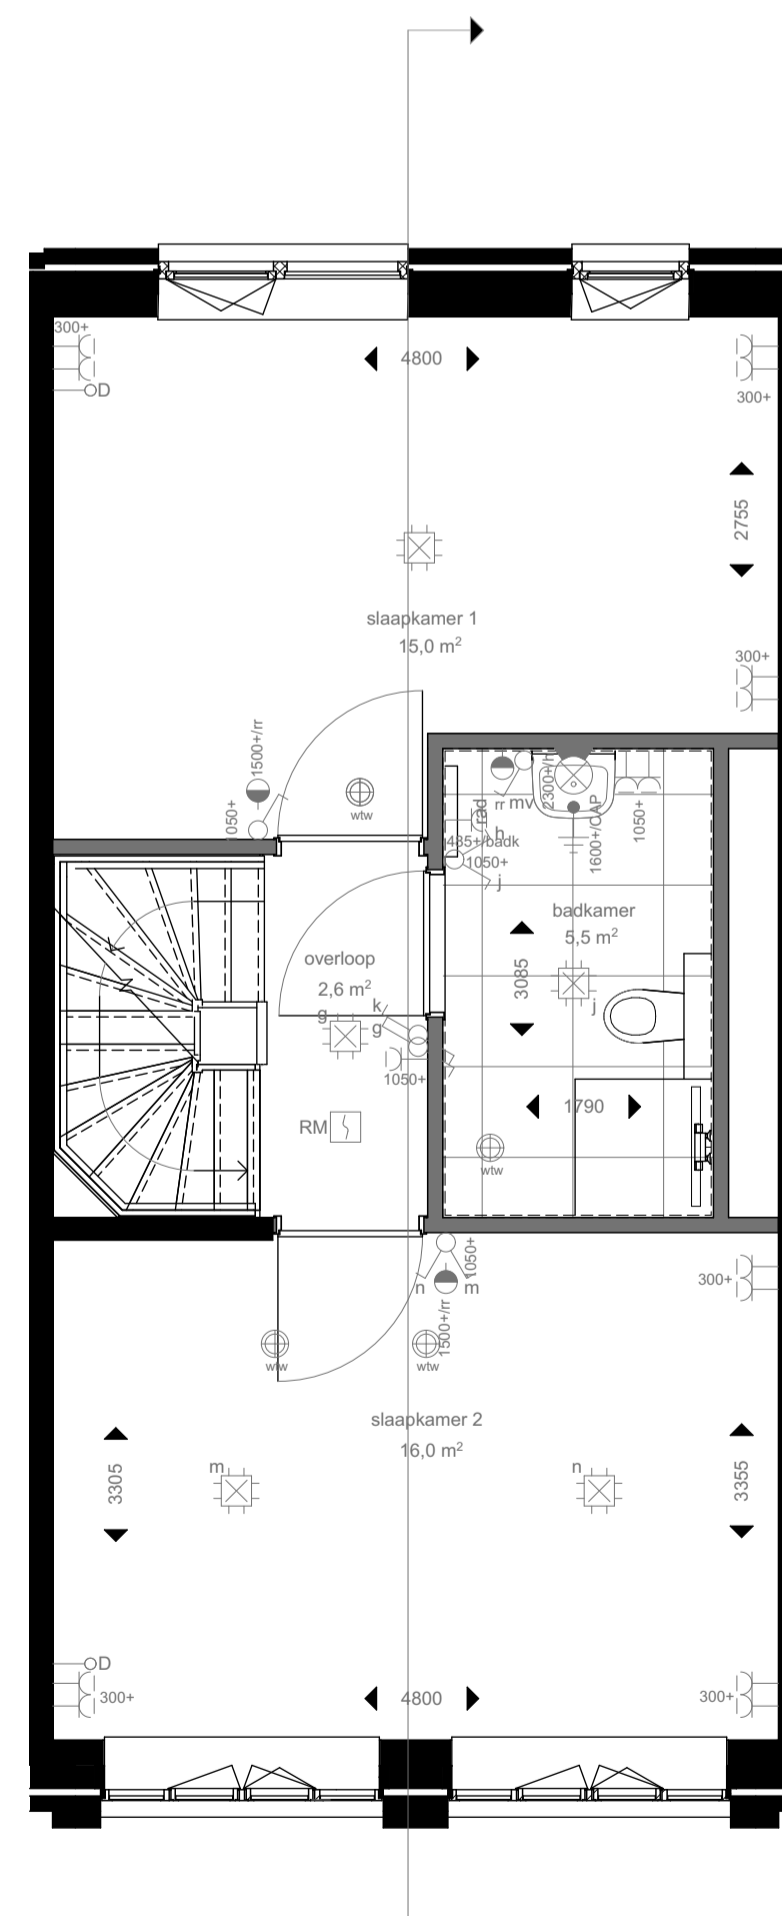 300+
4800
D
300+
2755
slaapkamer 1
15,0 m²
300+
1500+/rr
1050+
wtw
rr
mv
2300+/h
rad
h
485+/badk
1050+
j
1600+/CAP
1050+
badkamer
5,5 m²
3085
j
overloop
2,6 m²
g
k
g
1050+
1790
RM
wtw
1050+
n
m
1500+/rr
300+
wtw
wtw
slaapkamer 2
16,0 m²
m
n
3305
3355
D
300+
4800
300+